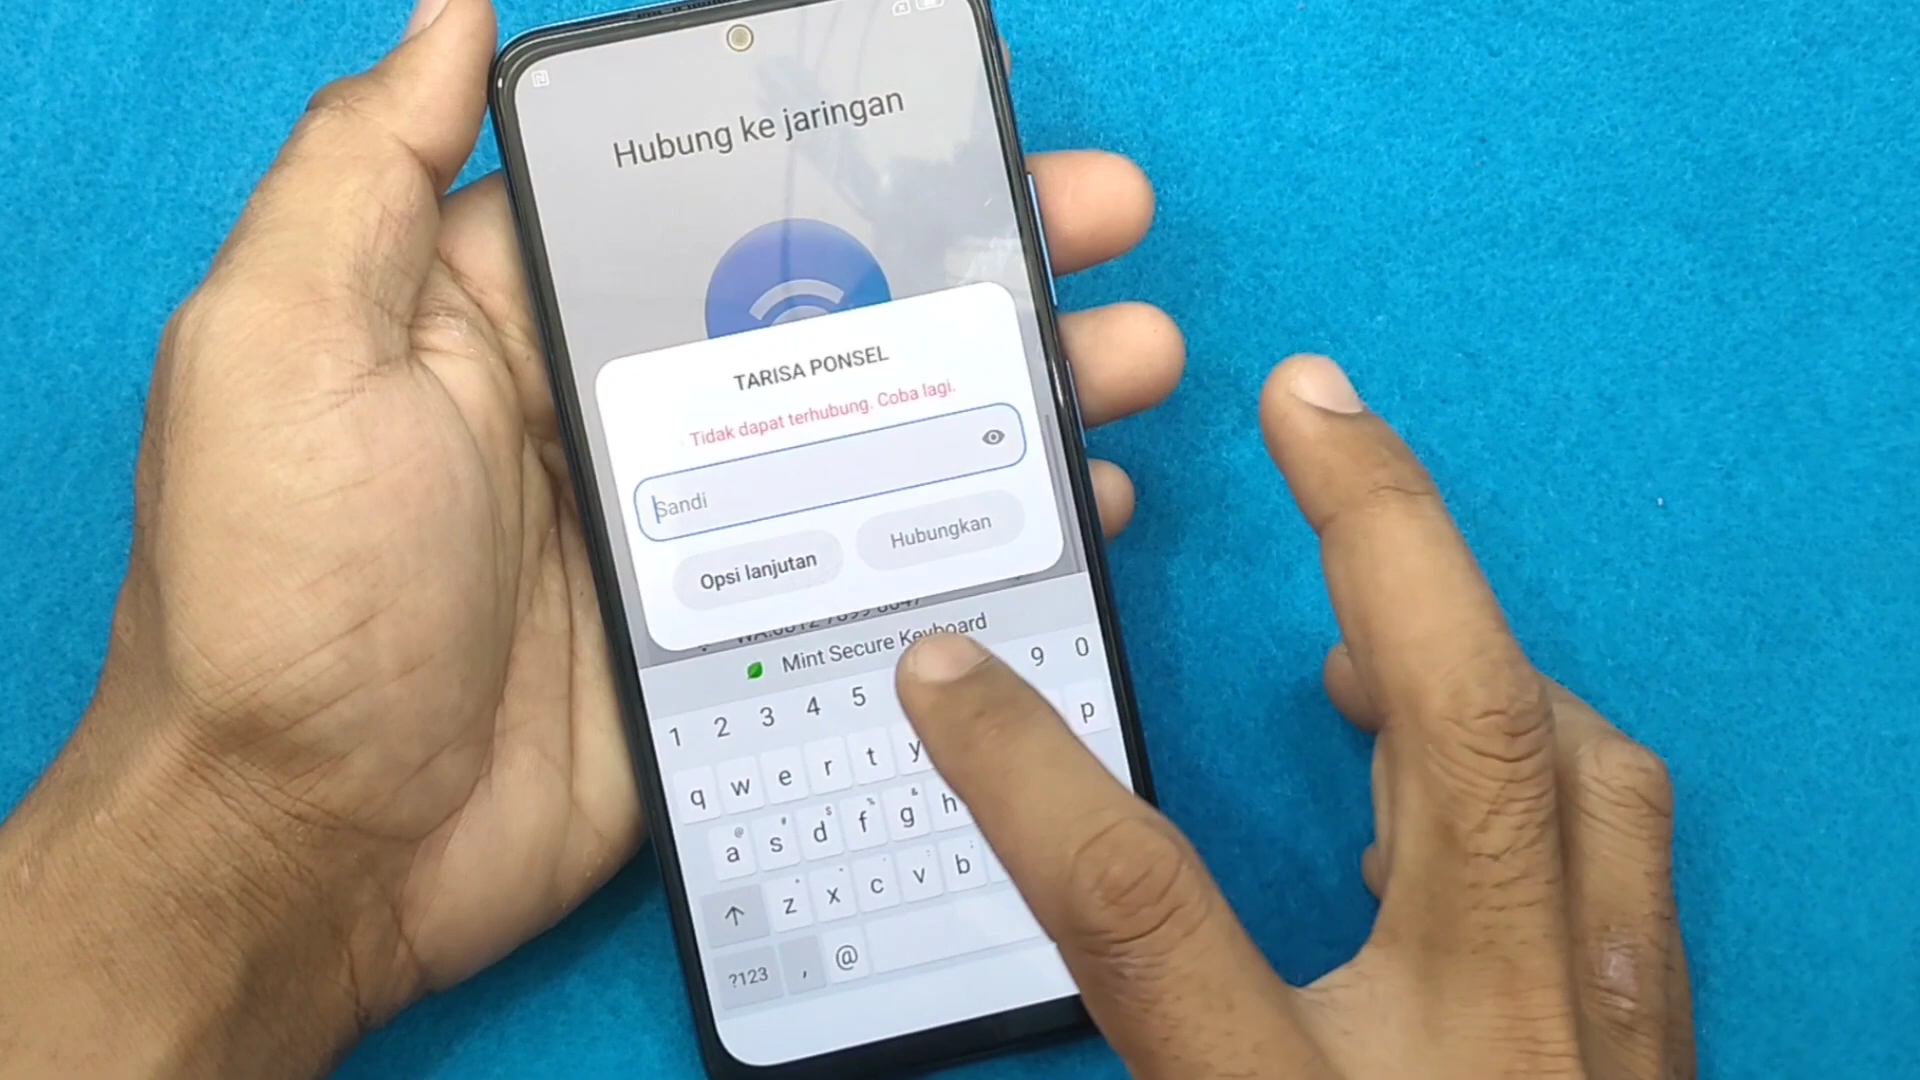 Hubung ke jaringan
TARISA PONSEL
Tidak dapat terhubung. Coba lagi.
Sandi
Opsi lanjutan
Hubungkan
Mint Secure Keyboard
1 2 3 4 5 9 0
q w e r t y p
@ $ % &
a s d f g h
z x c v b
?123 , @